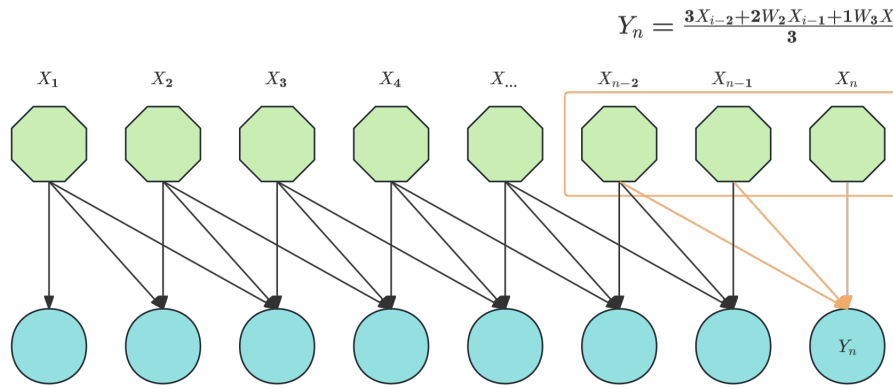 Yₙ = (3Xᵢ₋₂+2W₂Xᵢ₋₁+1W₃X / 3
X₁ X₂ X₃ X₄ X... Xₙ₋₂ Xₙ₋₁ Xₙ
Yₙ